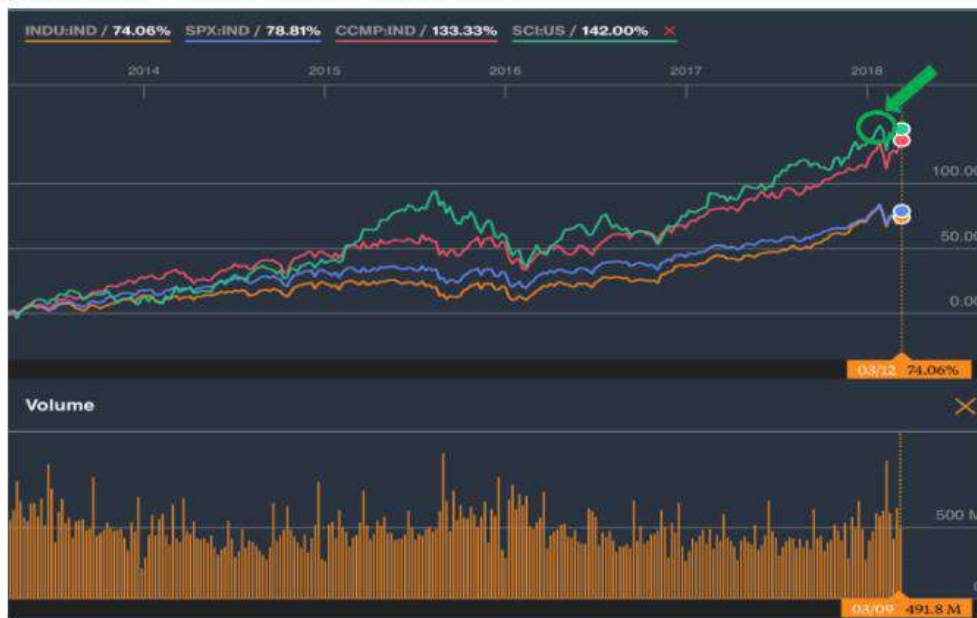 INDU:IND / 74.06% SPX:IND / 78.81% CCMP:IND / 133.33% SCI:US / 142.00% ×
2014 2015 2016 2017 2018
100.00
50.00
0.00
03/12 74.06%
Volume ×
500 M
0
03/09 491.8 M